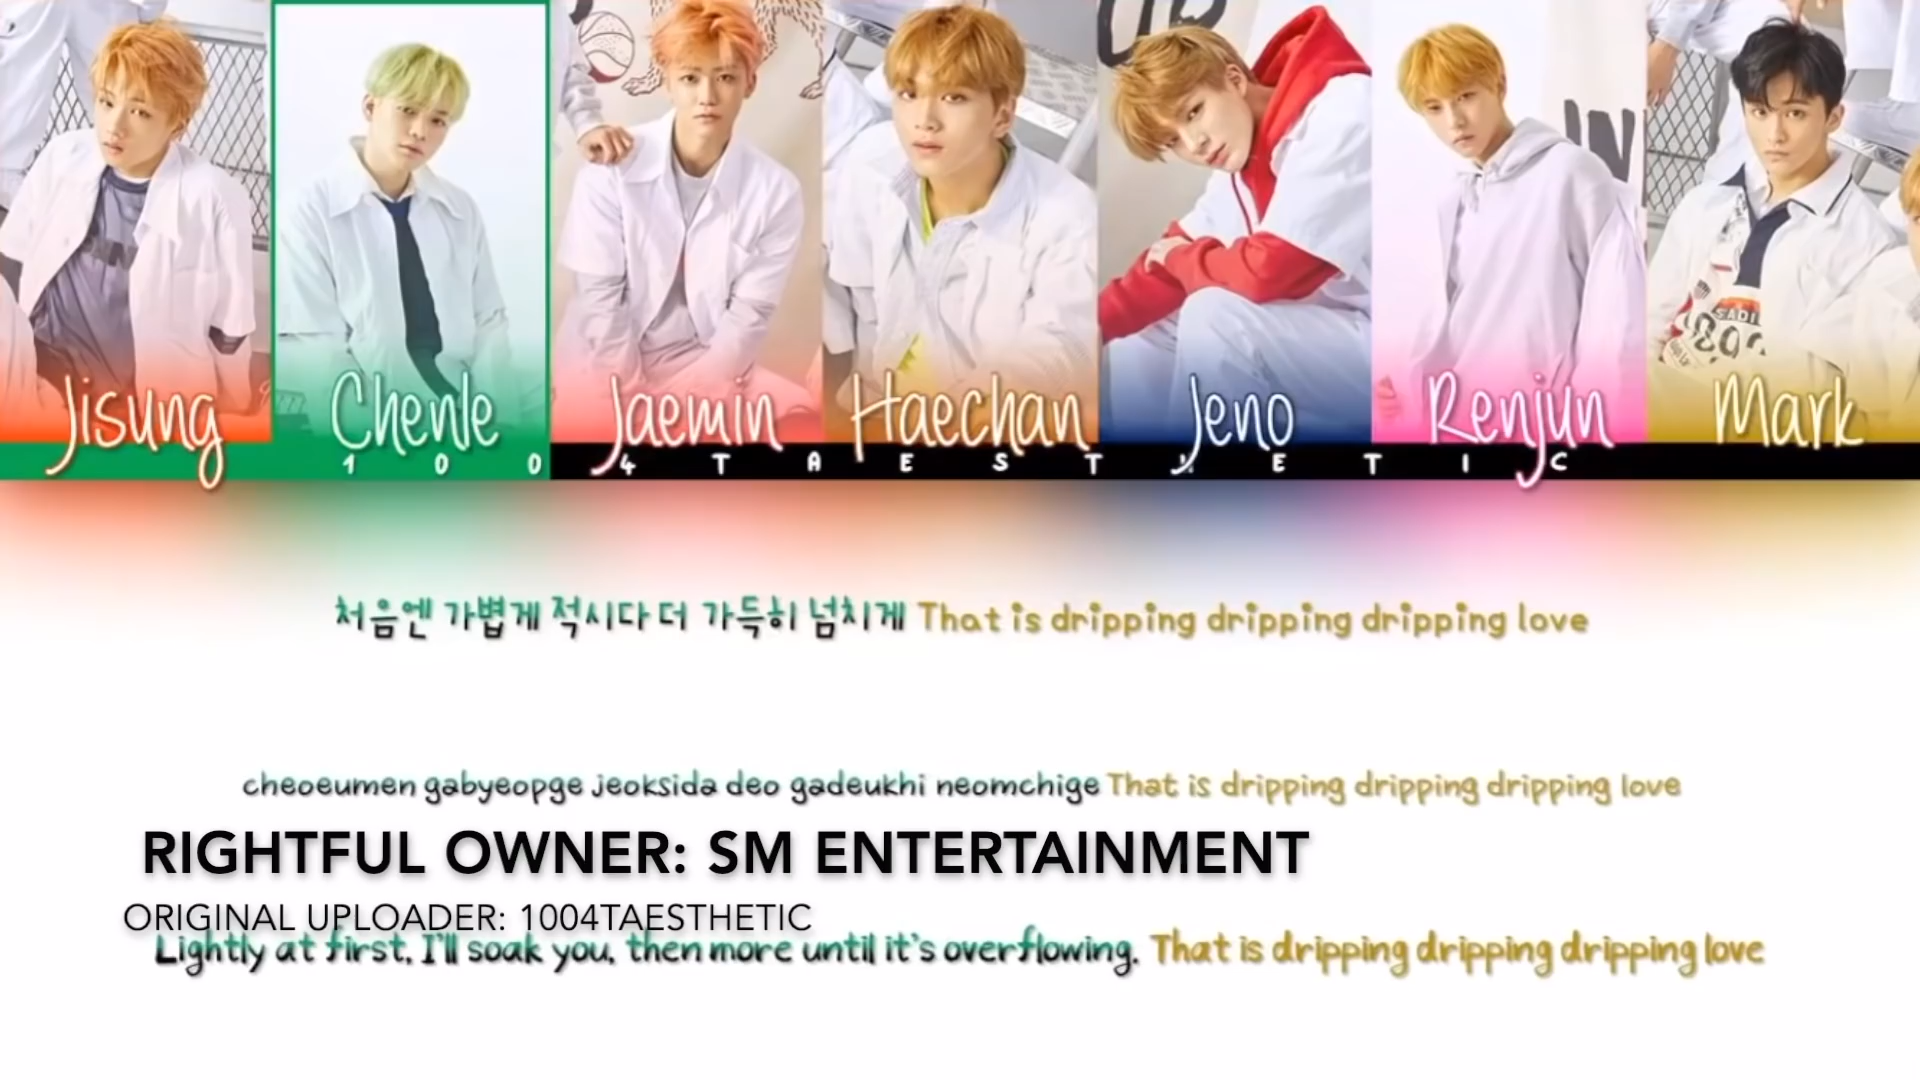 Jisung Chenle Jaemin Haechan Jeno Renjun Mark
1 0 0 4 T A E S T H E T I C
처음엔 가볍게 적시다 더 가득히 넘치게 That is dripping dripping dripping love
cheoeumen gabyeopge jeoksida deo gadeukhi neomchige That is dripping dripping dripping love
RIGHTFUL OWNER: SM ENTERTAINMENT
ORIGINAL UPLOADER: 1004TAESTHETIC
Lightly at first, I'll soak you, then more until it's overflowing. That is dripping dripping dripping love